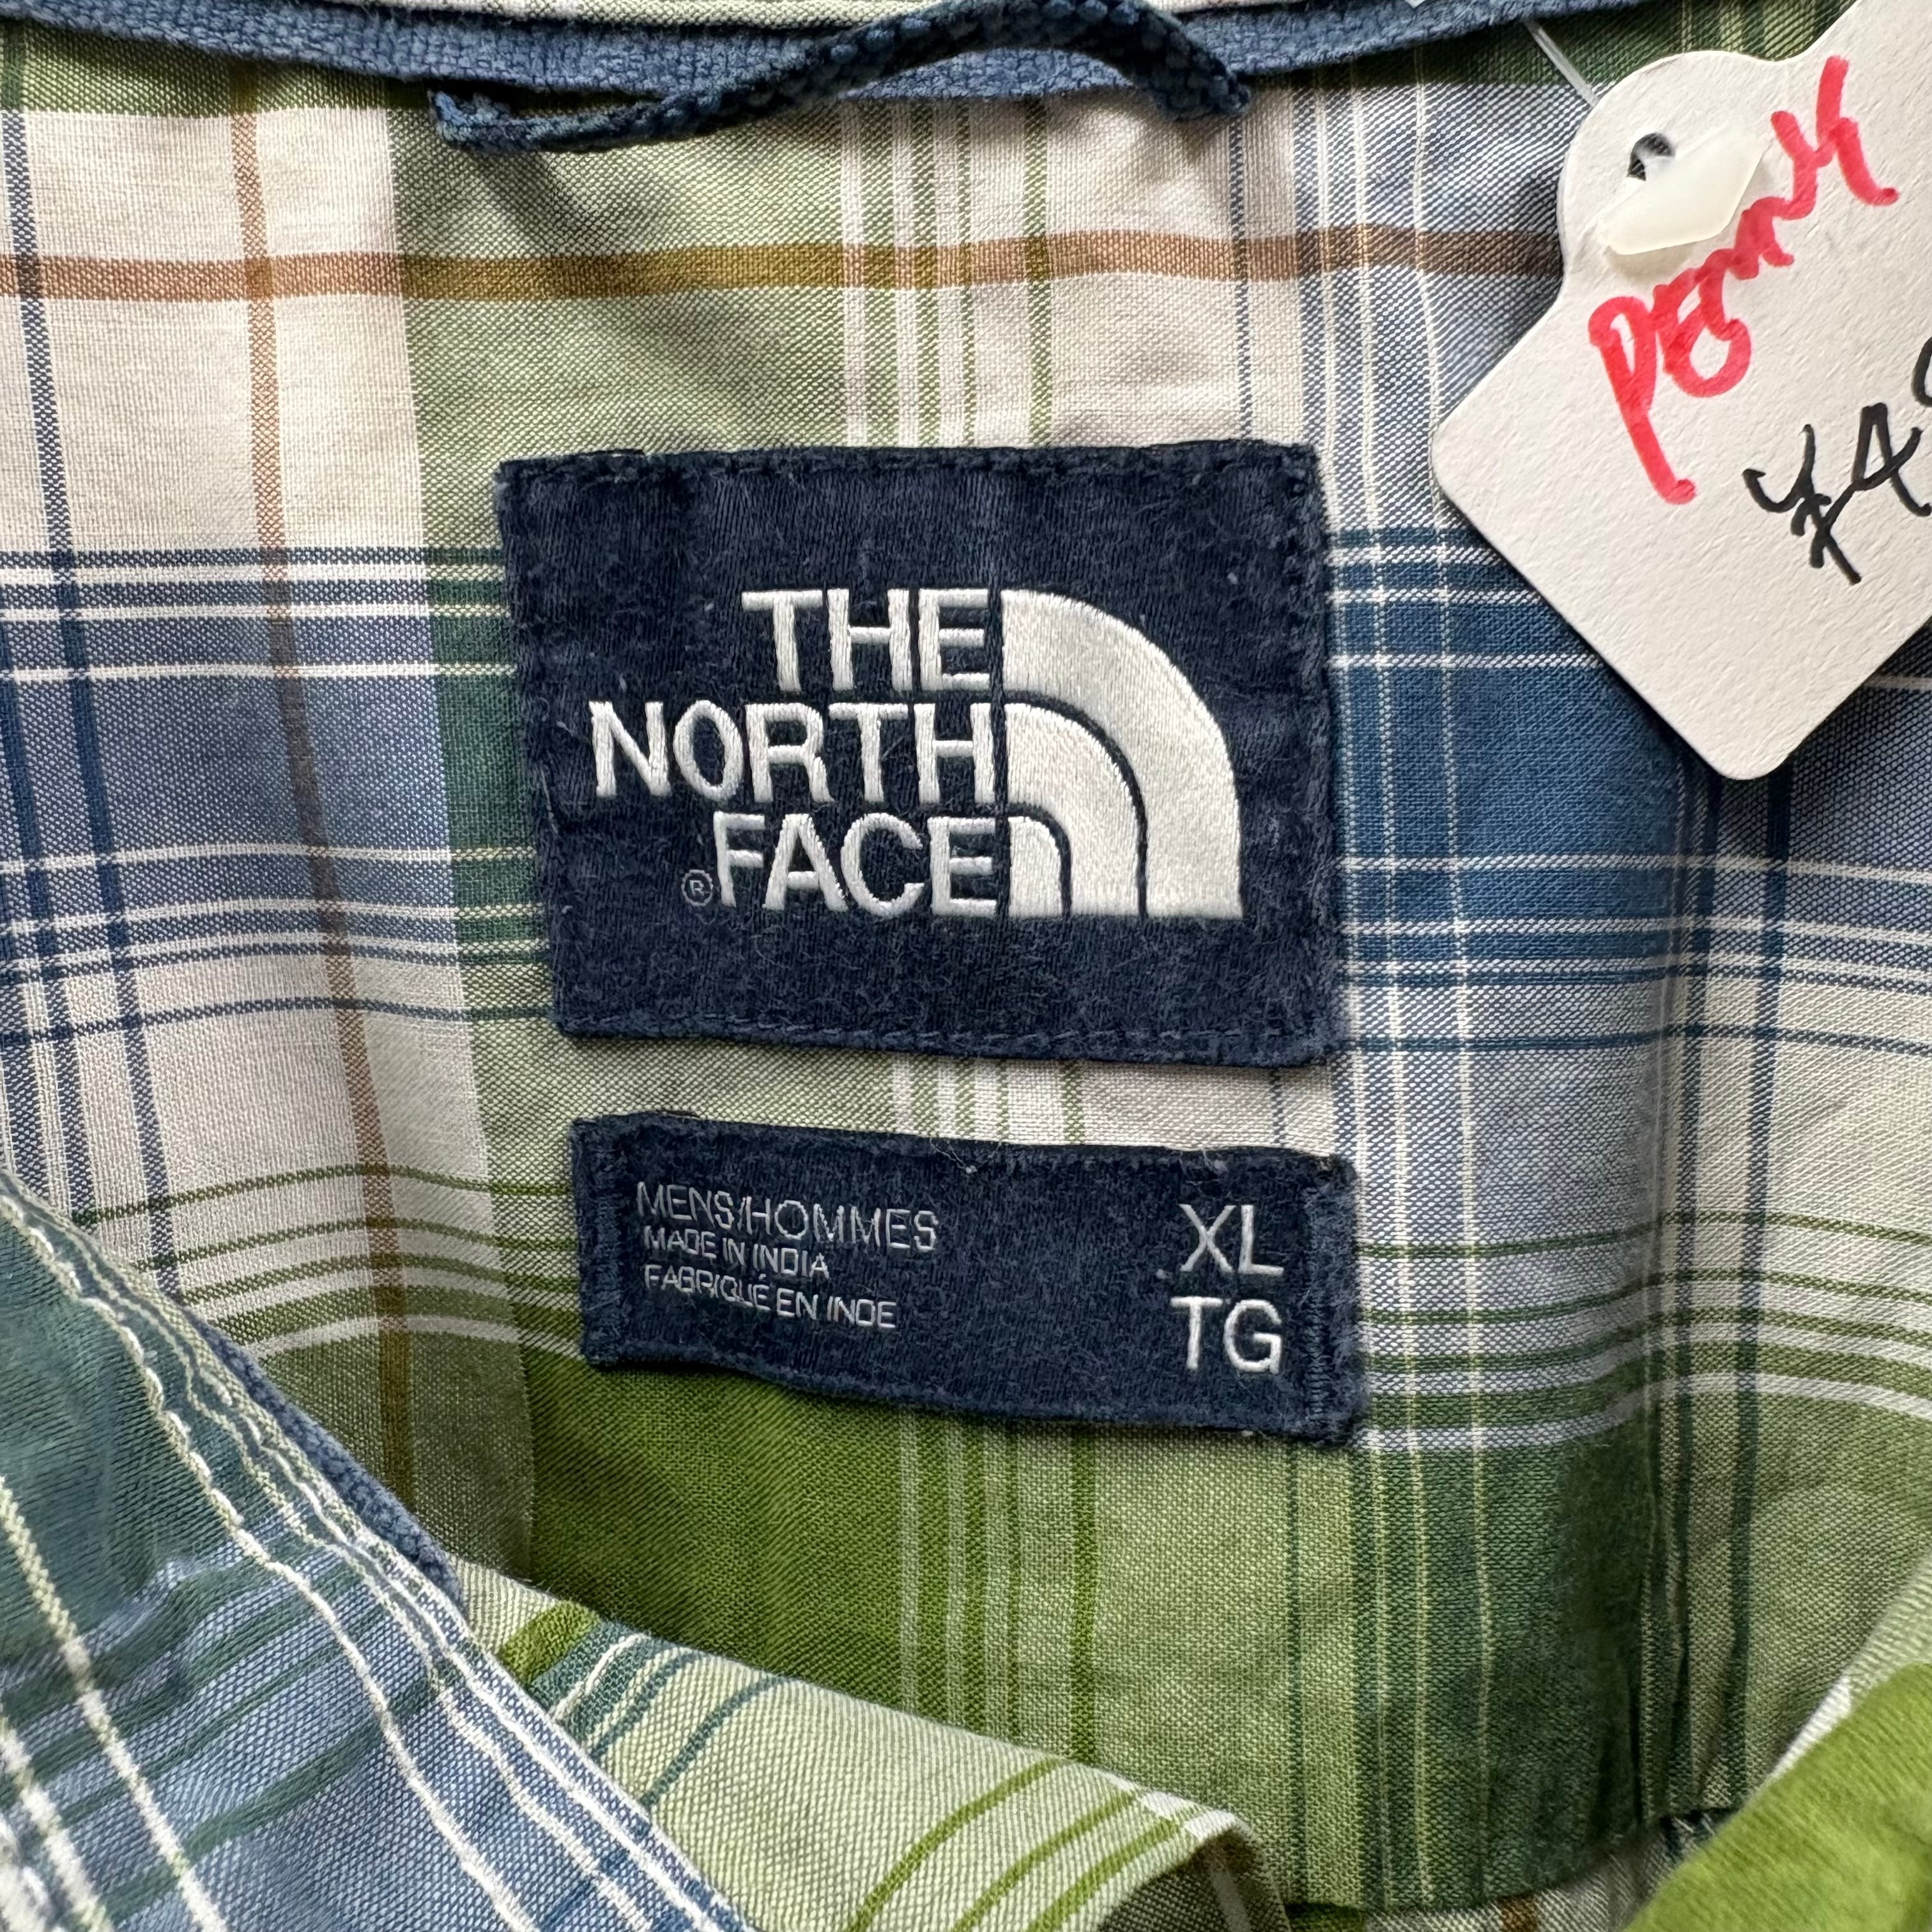 THE
NORTH
FACE
®
MENS/HOMMES
MADE IN INDIA
FABRIQUÉ EN INDE
XL
TG